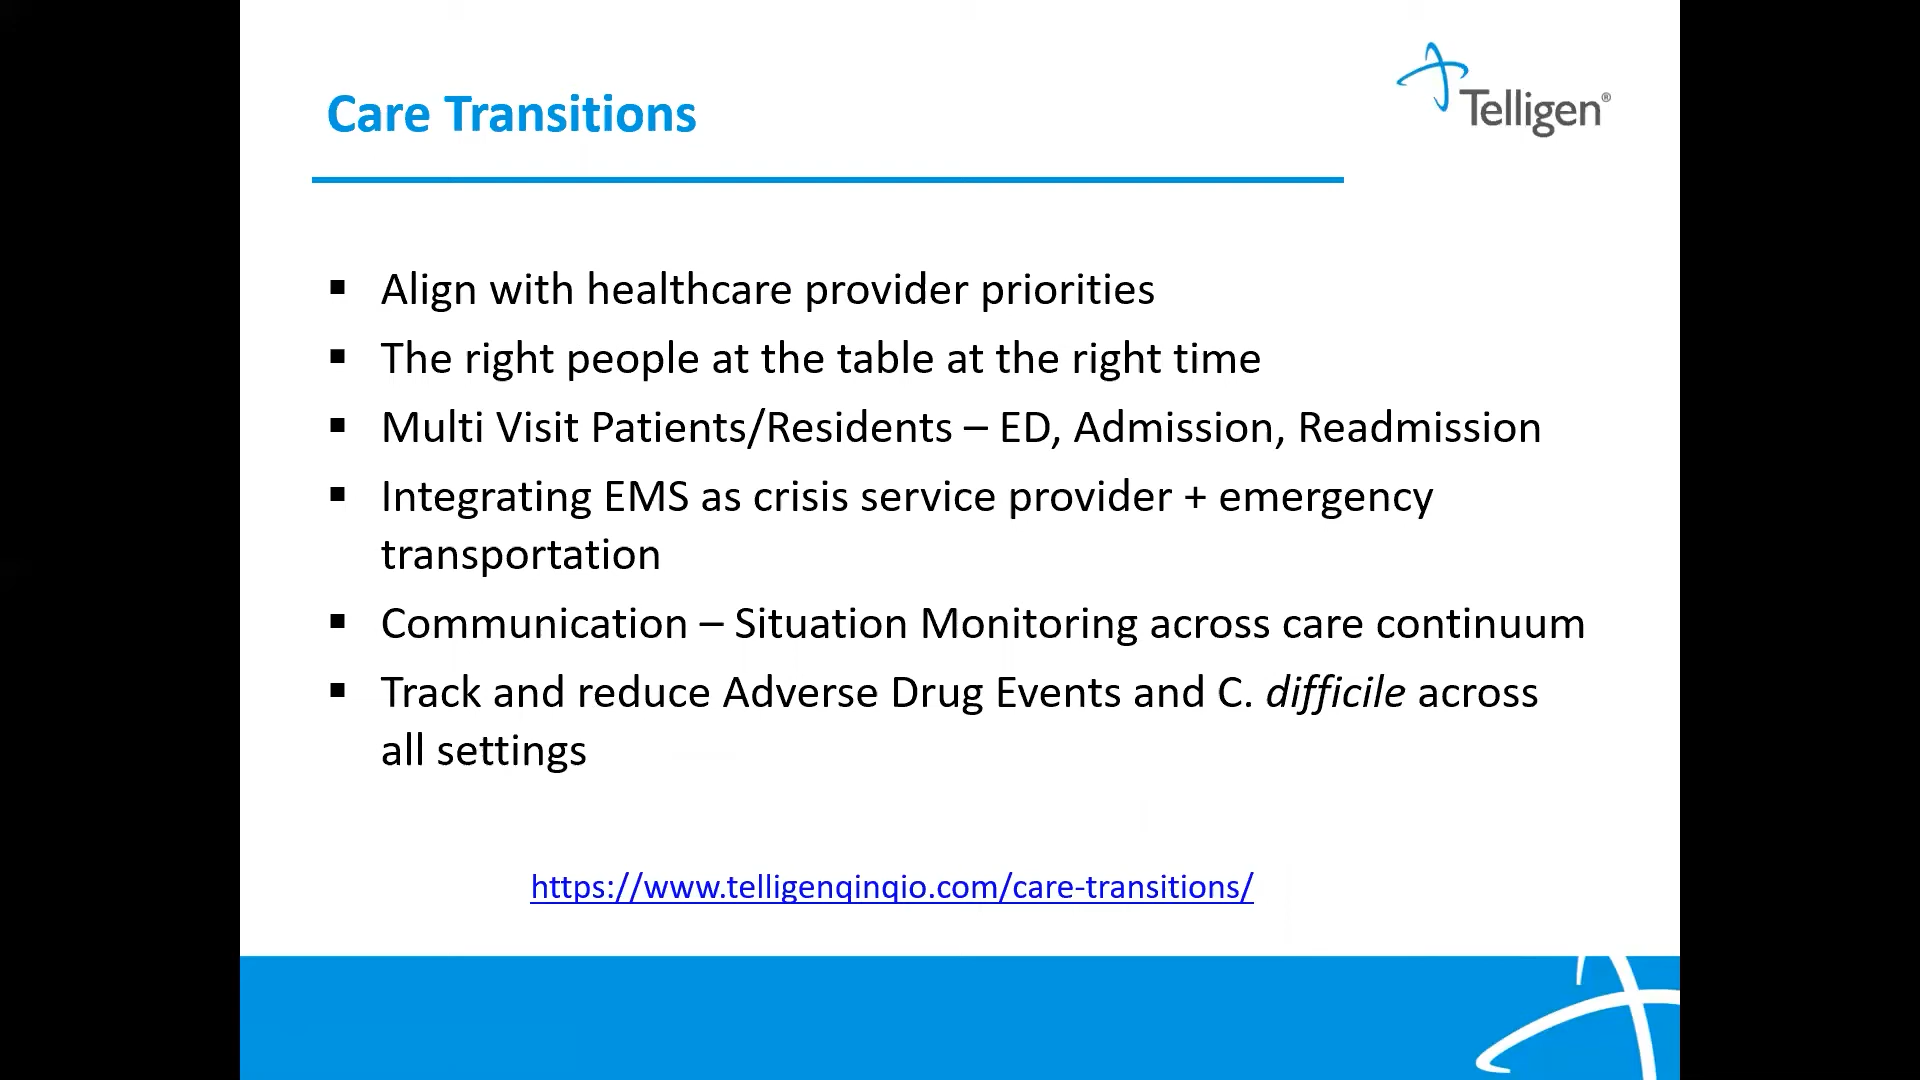 Care Transitions
Telligen®
▪ Align with healthcare provider priorities
▪ The right people at the table at the right time
▪ Multi Visit Patients/Residents – ED, Admission, Readmission
▪ Integrating EMS as crisis service provider + emergency
transportation
▪ Communication – Situation Monitoring across care continuum
▪ Track and reduce Adverse Drug Events and C. difficile across
all settings
https://www.telligenqinqio.com/care-transitions/